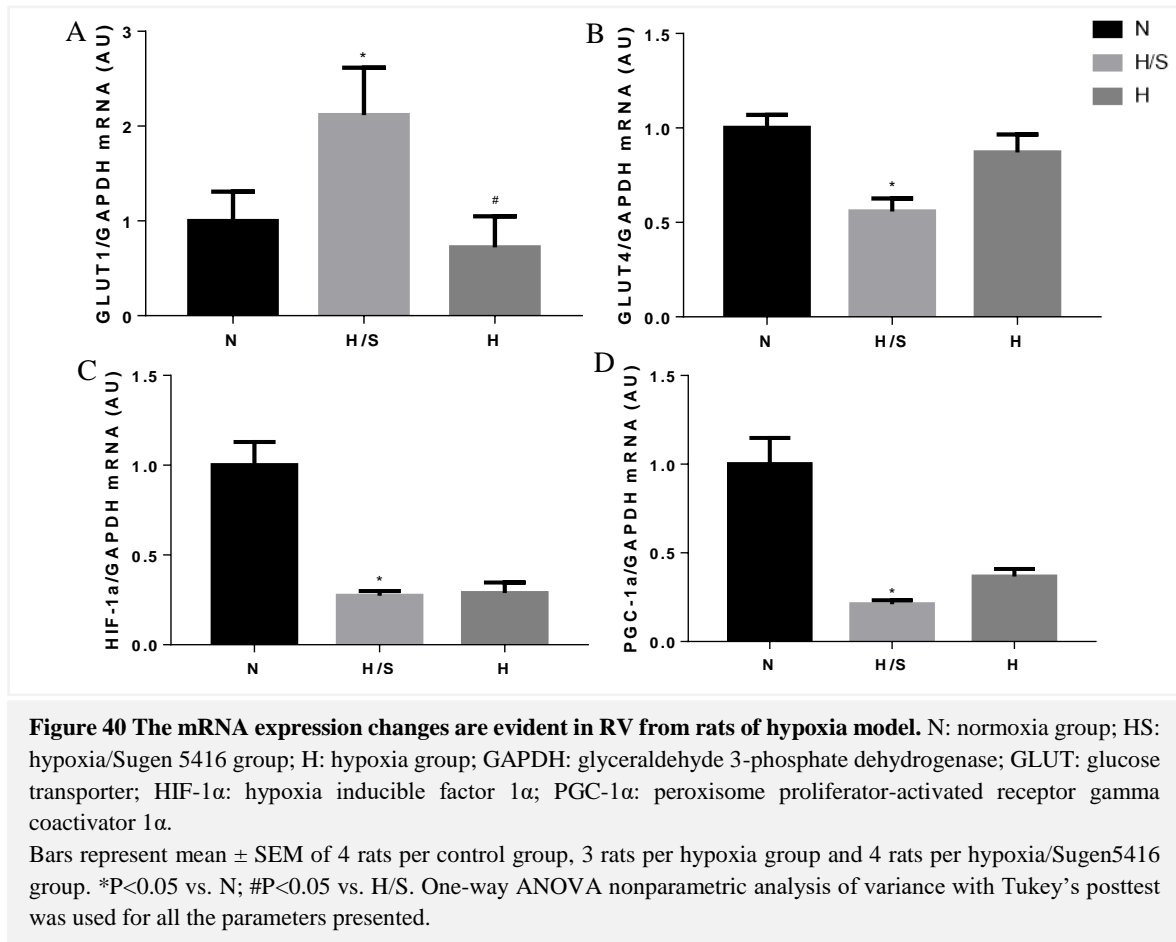 A
GLUT1/GAPDH mRNA (AU)
3
2
1
0
*
#
N
H/S
H
B
GLUT4/GAPDH mRNA (AU)
1.5
1.0
0.5
0.0
*
N
H/S
H
N
H/S
H
C
HIF-1a/GAPDH mRNA (AU)
1.5
1.0
0.5
0.0
*
N
H/S
H
D
PGC-1a/GAPDH mRNA (AU)
1.5
1.0
0.5
0.0
*
N
H/S
H
Figure 40 The mRNA expression changes are evident in RV from rats of hypoxia model. N: normoxia group; HS:
hypoxia/Sugen 5416 group; H: hypoxia group; GAPDH: glyceraldehyde 3-phosphate dehydrogenase; GLUT: glucose
transporter; HIF-1α: hypoxia inducible factor 1α; PGC-1α: peroxisome proliferator-activated receptor gamma
coactivator 1α.
Bars represent mean ± SEM of 4 rats per control group, 3 rats per hypoxia group and 4 rats per hypoxia/Sugen5416
group. *P<0.05 vs. N; #P<0.05 vs. H/S. One-way ANOVA nonparametric analysis of variance with Tukey’s posttest
was used for all the parameters presented.